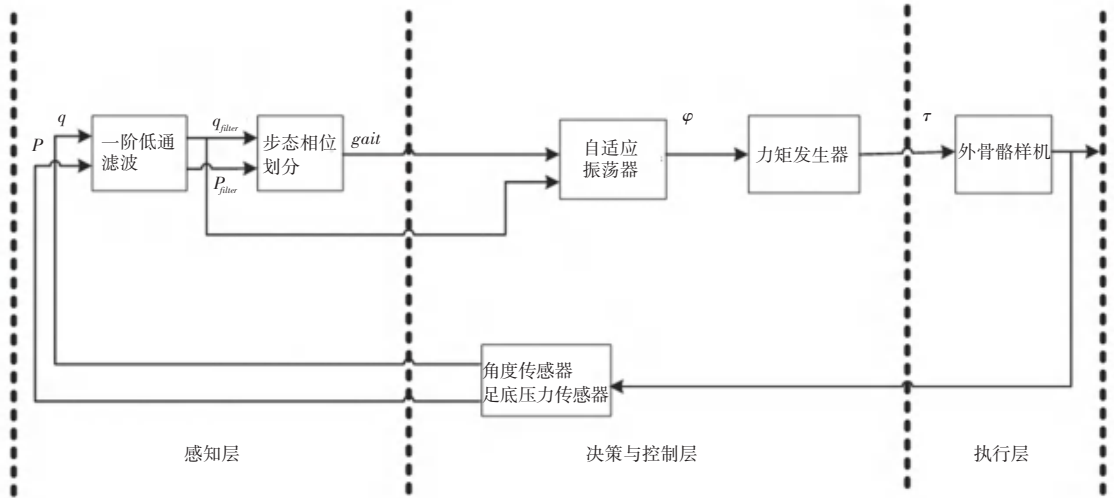 q
P
一阶低通
滤波
q_filter
P_filter
步态相位
划分
gait
自适应
振荡器
φ
力矩发生器
τ
外骨骼样机
角度传感器
足底压力传感器
感知层
决策与控制层
执行层